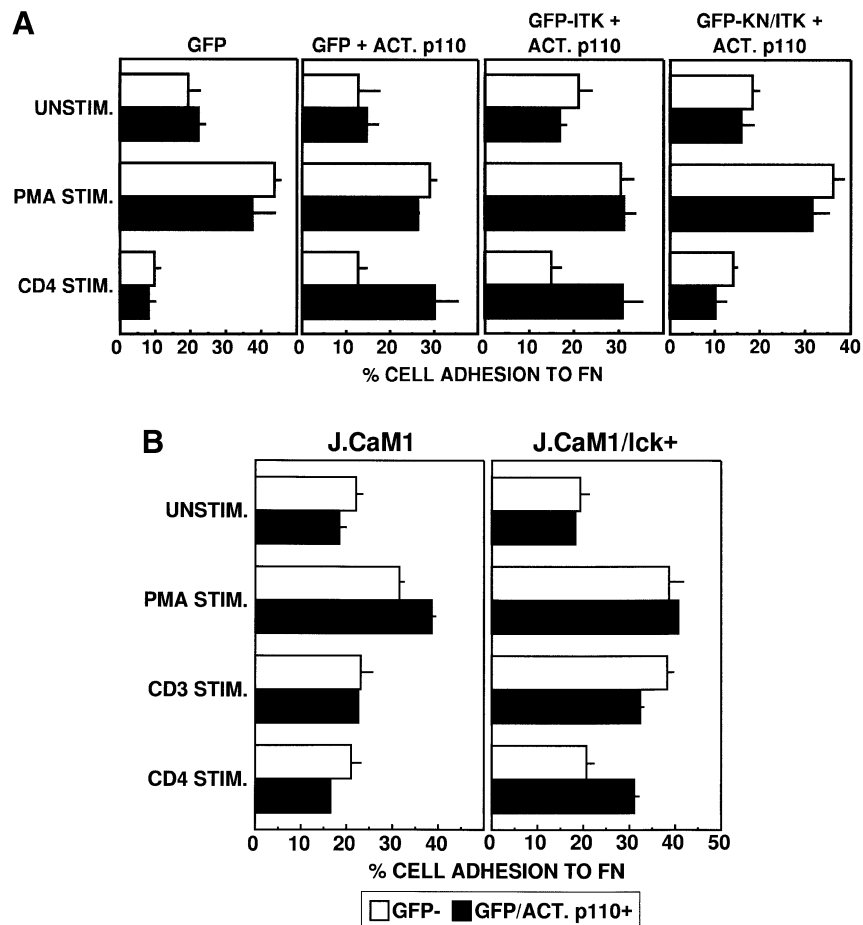 A
GFP
GFP + ACT. p110
GFP-ITK +
ACT. p110
GFP-KN/ITK +
ACT. p110
UNSTIM.
PMA STIM.
CD4 STIM.
0 10 20 30 40
0 10 20 30
0 10 20 30
0 10 20 30 40
% CELL ADHESION TO FN
B
J.CaM1
J.CaM1/lck+
UNSTIM.
PMA STIM.
CD3 STIM.
CD4 STIM.
0 10 20 30 40
0 10 20 30 40 50
% CELL ADHESION TO FN
GFP- GFP/ACT. p110+